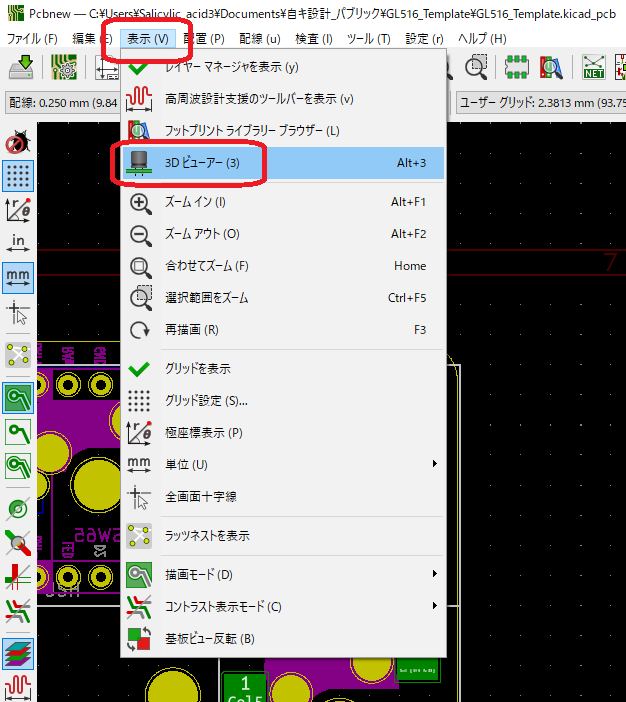 Pcbnew — C:¥Users¥Salicylic_acid3¥Documents¥自キ設計_パブリック¥GL516_Template¥GL516_Template.kicad_pcb
ファイル (F) 編集 (E) 表示 (V) 配置 (P) 配線 (u) 検査 (I) ツール (T) 設定 (r) ヘルプ (H)
配線: 0.250 mm (9.84
ユーザー グリッド: 2.3813 mm (93.75
レイヤー マネージャを表示 (y)
高周波設計支援のツールバーを表示 (v)
フットプリント ライブラリー ブラウザー (L)
3D ビューアー (3) Alt+3
ズーム イン (I) Alt+F1
ズーム アウト (O) Alt+F2
合わせてズーム (F) Home
選択範囲をズーム Ctrl+F5
再描画 (R) F3
グリッドを表示
グリッド設定 (S)...
極座標表示 (P)
mm 単位 (U)
全画面十字線
ラッツネストを表示
描画モード (D)
コントラスト表示モード (C)
基板ビュー反転 (B)
in
mm
NET
7
SW65
LED
1
Col5